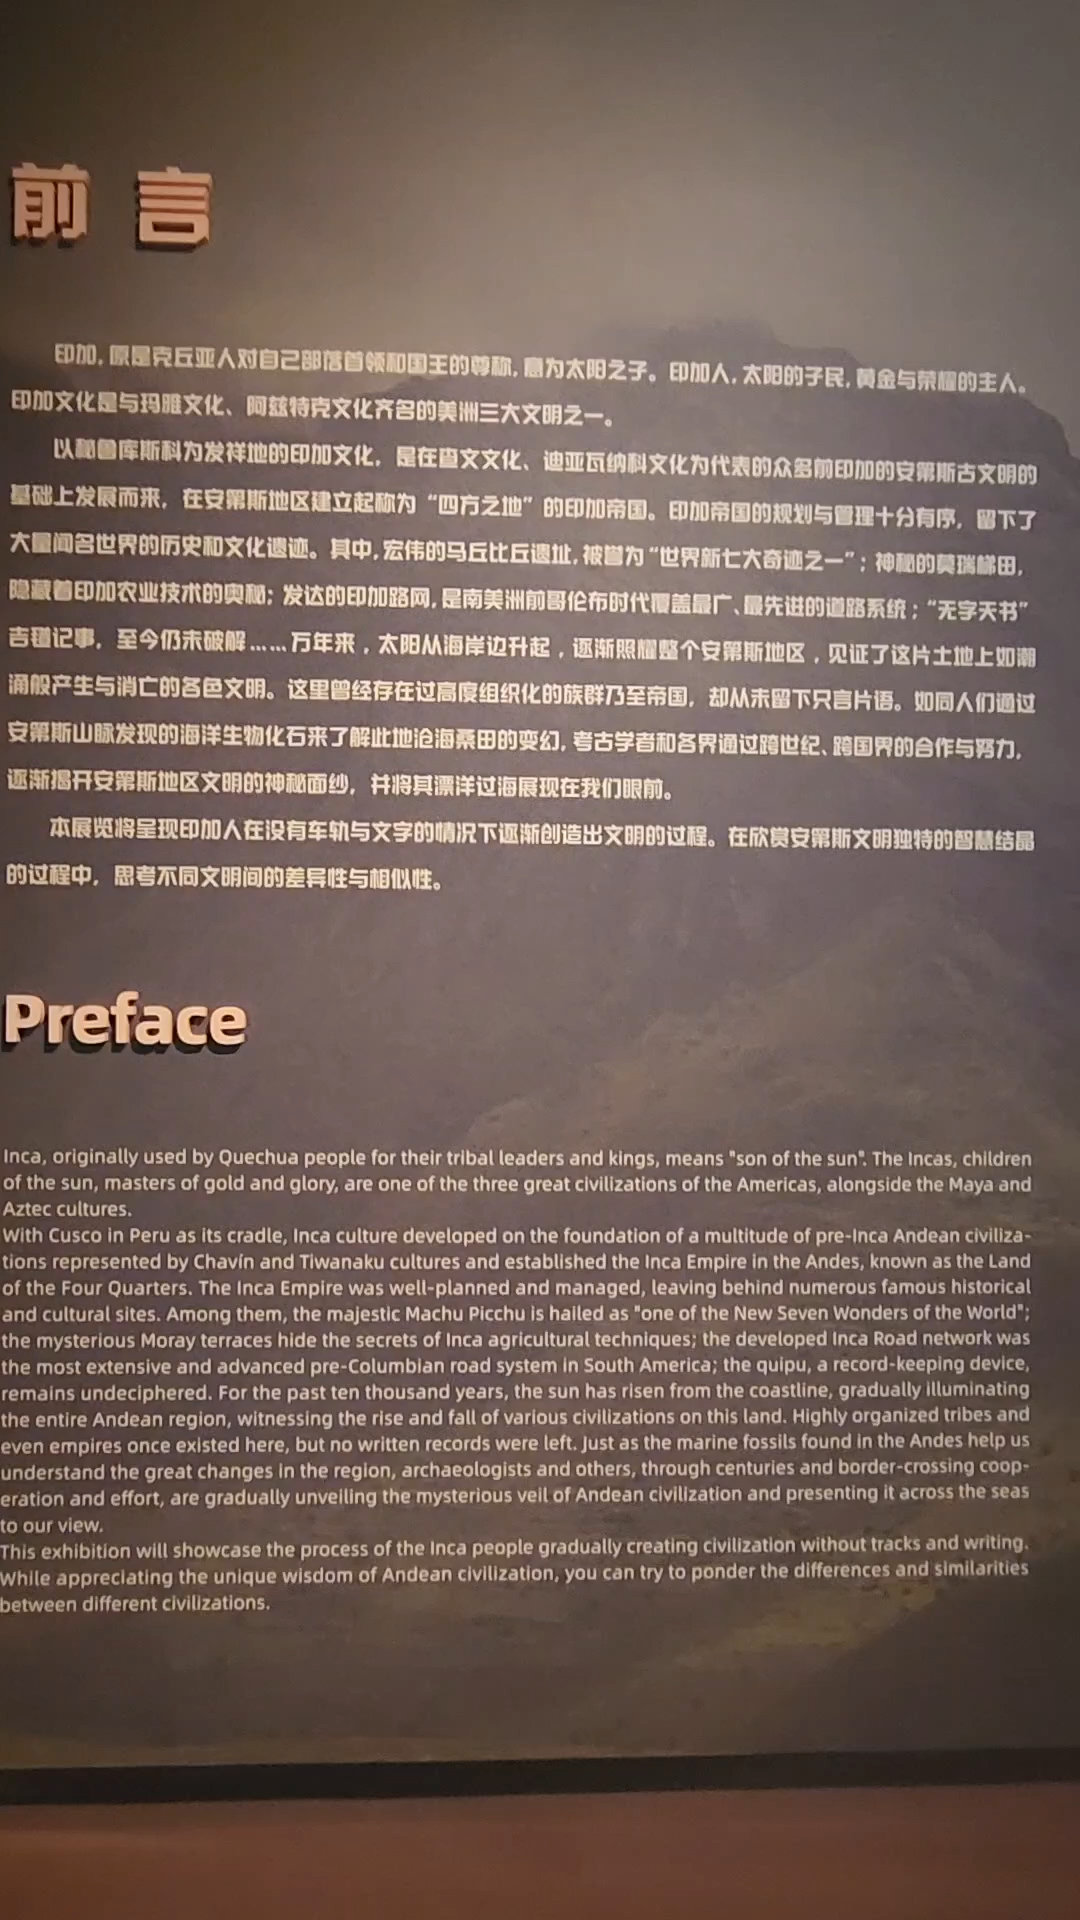 前言
印加,原是克丘亚人对自己部落首领和国王的尊称,意为太阳之子。印加人,太阳的子民,黄金与荣耀的主人。
印加文化是与玛雅文化、阿兹特克文化齐名的美洲三大文明之一。
以秘鲁库斯科为发祥地的印加文化，是在查文文化、迪亚瓦纳科文化为代表的众多前印加的安第斯古文明的
基础上发展而来，在安第斯地区建立起称为“四方之地”的印加帝国。印加帝国的规划与管理十分有序，留下了
大量闻名世界的历史和文化遗迹。其中,宏伟的马丘比丘遗址,被誉为“世界新七大奇迹之一”；神秘的莫瑞梯田,
隐藏着印加农业技术的奥秘；发达的印加路网,是南美洲前哥伦布时代覆盖最广、最先进的道路系统；“无字天书”
奇普记事，至今仍未破解……万年来，太阳从海岸边升起，逐渐照耀整个安第斯地区，见证了这片土地上如潮
涌般产生与消亡的各色文明。这里曾经存在过高度组织化的族群乃至帝国，却从未留下只言片语。如同人们通过
安第斯山脉发现的海洋生物化石来了解此地沧海桑田的变幻,考古学者和各界通过跨世纪、跨国界的合作与努力,
逐渐揭开安第斯地区文明的神秘面纱，并将其漂洋过海展现在我们眼前。
本展览将呈现印加人在没有车轨与文字的情况下逐渐创造出文明的过程。在欣赏安第斯文明独特的智慧结晶
的过程中，思考不同文明间的差异性与相似性。
Preface
Inca, originally used by Quechua people for their tribal leaders and kings, means "son of the sun". The Incas, children
of the sun, masters of gold and glory, are one of the three great civilizations of the Americas, alongside the Maya and
Aztec cultures.
With Cusco in Peru as its cradle, Inca culture developed on the foundation of a multitude of pre-Inca Andean civiliza-
tions represented by Chavín and Tiwanaku cultures and established the Inca Empire in the Andes, known as the Land
of the Four Quarters. The Inca Empire was well-planned and managed, leaving behind numerous famous historical
and cultural sites. Among them, the majestic Machu Picchu is hailed as "one of the New Seven Wonders of the World";
the mysterious Moray terraces hide the secrets of Inca agricultural techniques; the developed Inca Road network was
the most extensive and advanced pre-Columbian road system in South America; the quipu, a record-keeping device,
remains undeciphered. For the past ten thousand years, the sun has risen from the coastline, gradually illuminating
the entire Andean region, witnessing the rise and fall of various civilizations on this land. Highly organized tribes and
even empires once existed here, but no written records were left. Just as the marine fossils found in the Andes help us
understand the great changes in the region, archaeologists and others, through centuries and border-crossing coop-
eration and effort, are gradually unveiling the mysterious veil of Andean civilization and presenting it across the seas
to our view.
This exhibition will showcase the process of the Inca people gradually creating civilization without tracks and writing.
While appreciating the unique wisdom of Andean civilization, you can try to ponder the differences and similarities
between different civilizations.